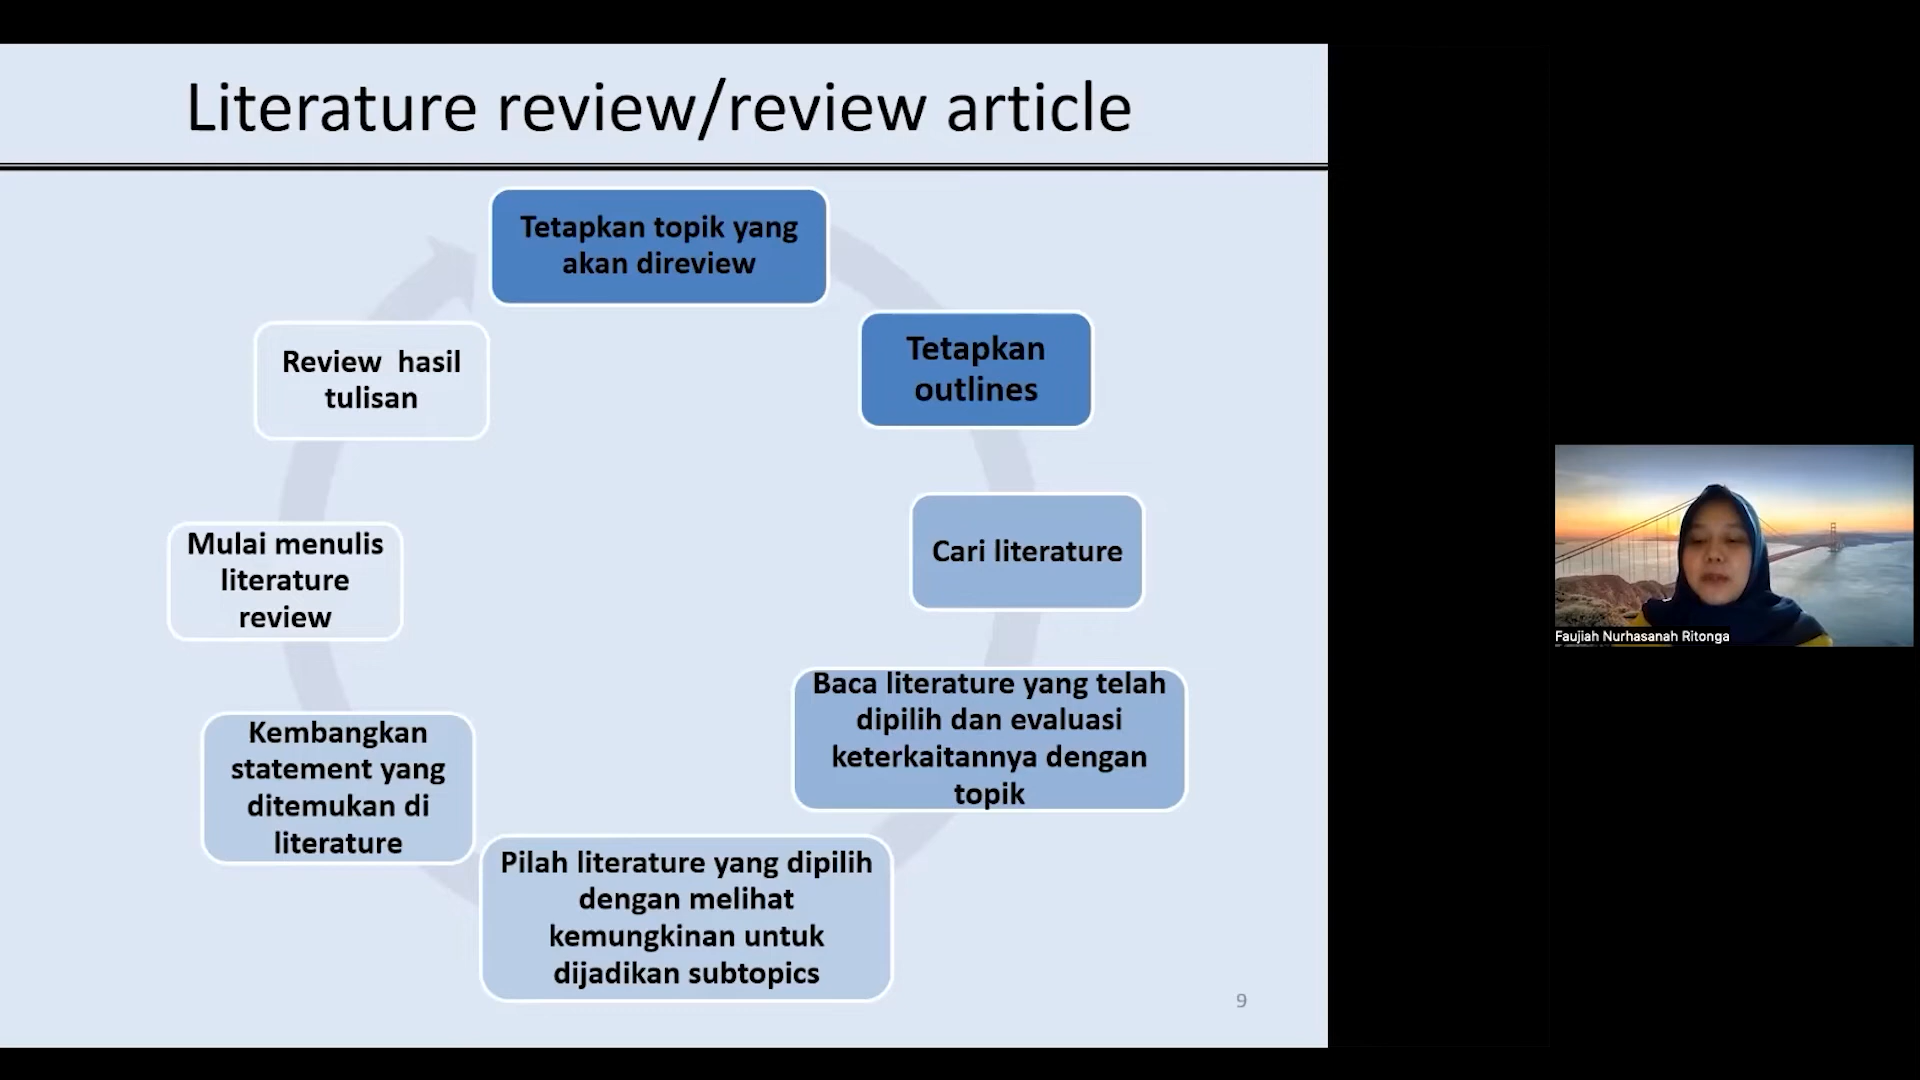 Literature review/review article
Tetapkan topik yang
akan direview
Tetapkan
outlines
Cari literature
Baca literature yang telah
dipilih dan evaluasi
keterkaitannya dengan
topik
Pilah literature yang dipilih
dengan melihat
kemungkinan untuk
dijadikan subtopics
Kembangkan
statement yang
ditemukan di
literature
Mulai menulis
literature
review
Review  hasil
tulisan
9
Faujiah Nurhasanah Ritonga